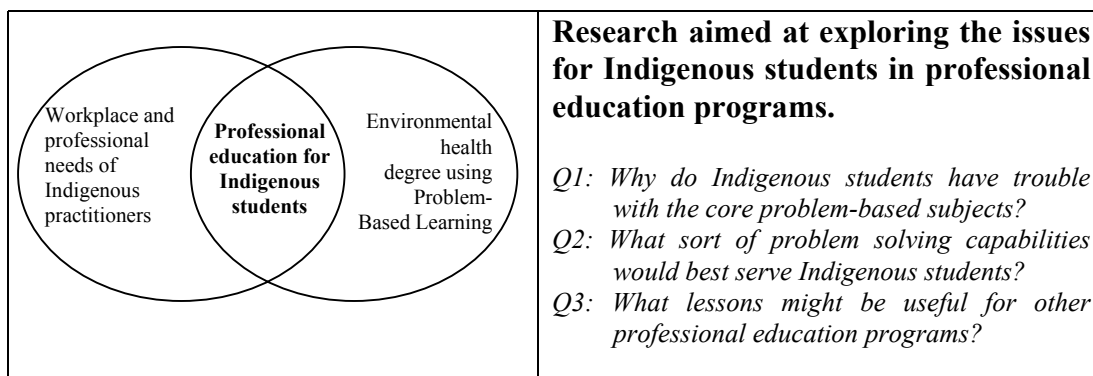 Workplace and
professional
needs of
Indigenous
practitioners
Professional
education for
Indigenous
students
Environmental
health
degree using
Problem-
Based Learning
Research aimed at exploring the issues
for Indigenous students in professional
education programs.
Q1: Why do Indigenous students have trouble
with the core problem-based subjects?
Q2: What sort of problem solving capabilities
would best serve Indigenous students?
Q3: What lessons might be useful for other
professional education programs?